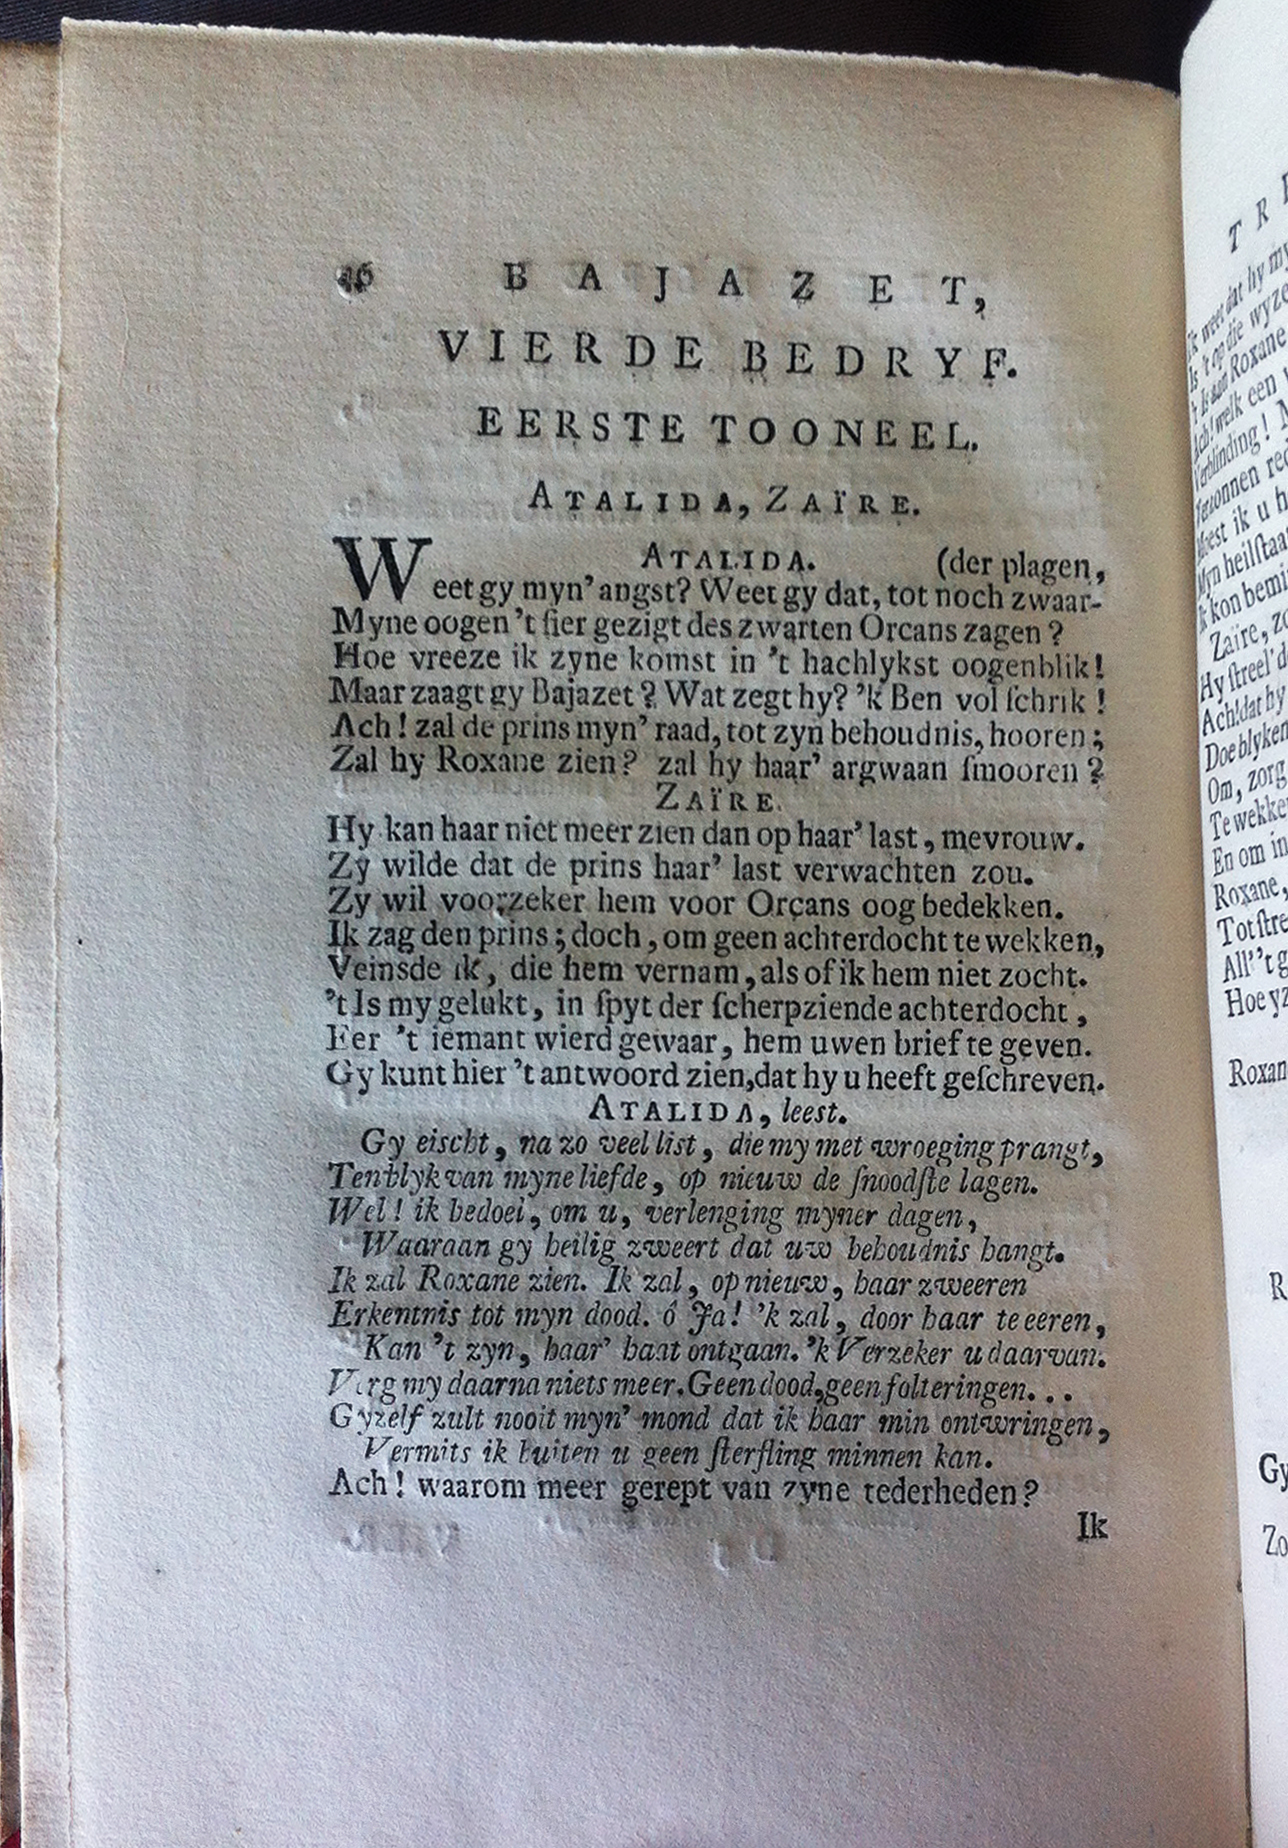 46 BAJAZET,
VIERDE BEDRYF.
EERSTE TOONEEL.
ATALIDA, ZAÏRE.
ATALIDA. (der plagen,
Weet gy myn' angst? Weet gy dat, tot noch zwaar-
Myne oogen 't fier gezigt des zwarten Orcans zagen?
Hoe vreeze ik zyne komst in 't hachlykst oogenblik!
Maar zaagt gy Bajazet? Wat zegt hy? 'k Ben vol schrik!
Ach! zal de prins myn' raad, tot zyn behoudnis, hooren;
Zal hy Roxane zien? zal hy haar' argwaan smooren?
ZAÏRE.
Hy kan haar niet meer zien dan op haar' last, mevrouw.
Zy wilde dat de prins haar' last verwachten zou.
Zy wil voorzeker hem voor Orcans oog bedekken.
Ik zag den prins; doch, om geen achterdocht te wekken,
Veinsde ik, die hem vernam, als of ik hem niet zocht.
't Is my gelukt, in spyt der scherpziende achterdocht,
Eer 't iemant wierd gewaar, hem uwen brief te geven.
Gy kunt hier 't antwoord zien, dat hy u heeft geschreven.
ATALIDA, leest.
Gy eischt, na zo veel list, die my met wroeging prangt,
Ten blyk van myne liefde, op nieuw de snoodste lagen.
Wel! ik bedoel, om u, verlenging myner dagen,
Waaraan gy heilig zweert dat uw behoudnis hangt.
Ik zal Roxane zien. Ik zal, op nieuw, haar zweeren
Erkentnis tot myn dood. ô Ja! 'k zal, door haar te eeren,
Kan 't zyn, haar' haat ontgaan. 'k Verzeker u daarvan.
Verg my daarna niets meer. Geen dood, geen folteringen...
Gyzelf zult nooit myn' mond dat ik haar min ontwringen,
Vermits ik buiten u geen sterfling minnen kan.
Ach! waarom meer gerept van zyne tederheden?
Ik